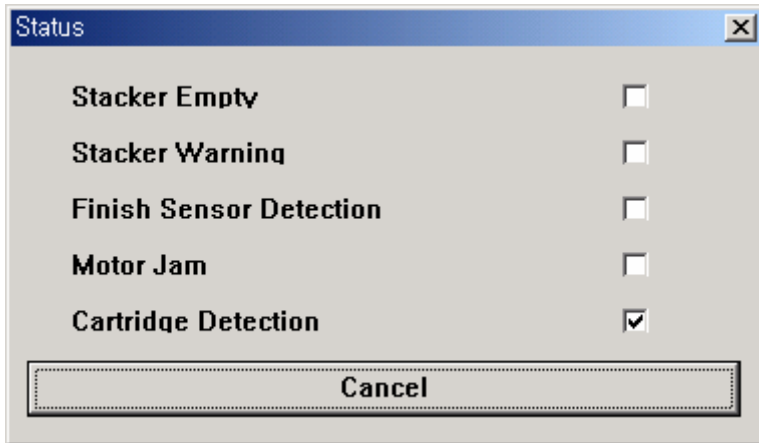 Status
Stacker Empty
Stacker Warning
Finish Sensor Detection
Motor Jam
Cartridge Detection
Cancel